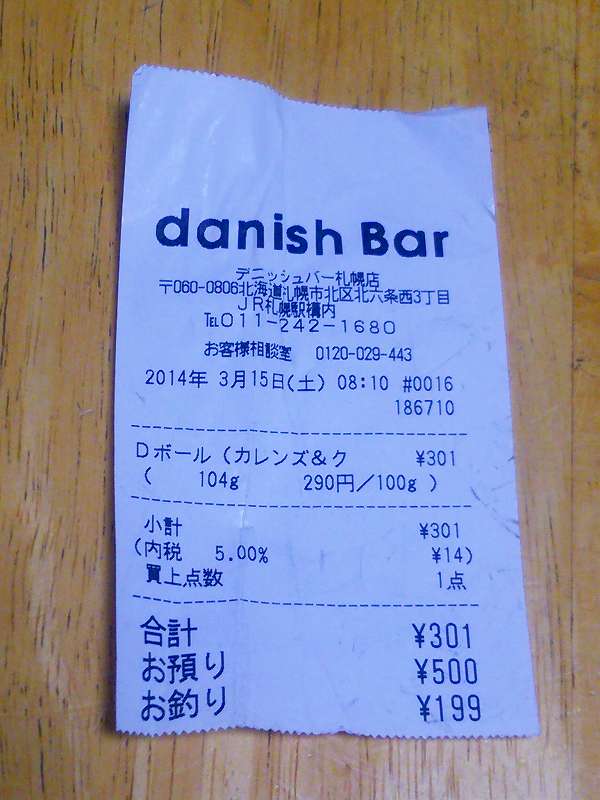 danish Bar
デニッシュバー札幌店
〒060-0806北海道札幌市北区北六条西3丁目
JR札幌駅構内
℡011-242-1680
お客様相談室 0120-029-443
2014年 3月15日(土) 08:10 #0016
186710
Dボール(カレンズ&ク ¥301
( 104g 290円/100g )
小計 ¥301
(内税 5.00% ¥14)
買上点数 1点
合計 ¥301
お預り ¥500
お釣り ¥199